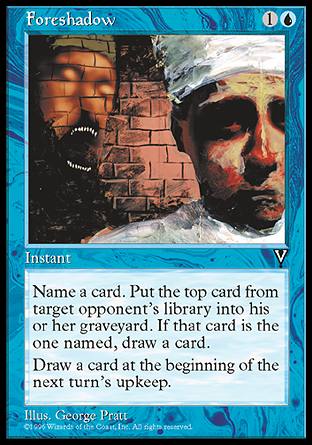 Foreshadow 1
Instant
Name a card. Put the top card from
target opponent's library into his
or her graveyard. If that card is the
one named, draw a card.
Draw a card at the beginning of the
next turn's upkeep.
Illus. George Pratt
©1996 Wizards of the Coast, Inc. All rights reserved.